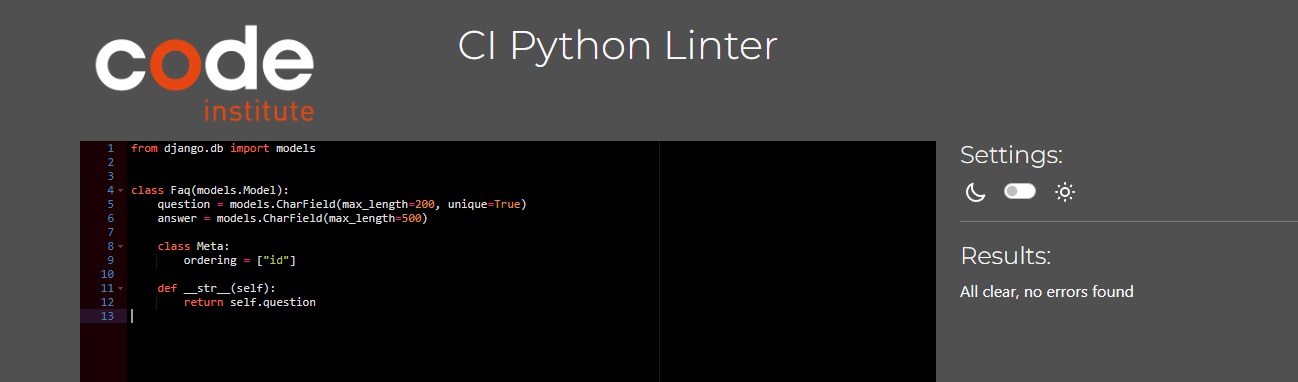 code
institute
CI Python Linter
1 from django.db import models
2
3
4 class Faq(models.Model):
5     question = models.CharField(max_length=200, unique=True)
6     answer = models.CharField(max_length=500)
7
8     class Meta:
9         ordering = ["id"]
10
11     def __str__(self):
12         return self.question
13
Settings:
Results:
All clear, no errors found